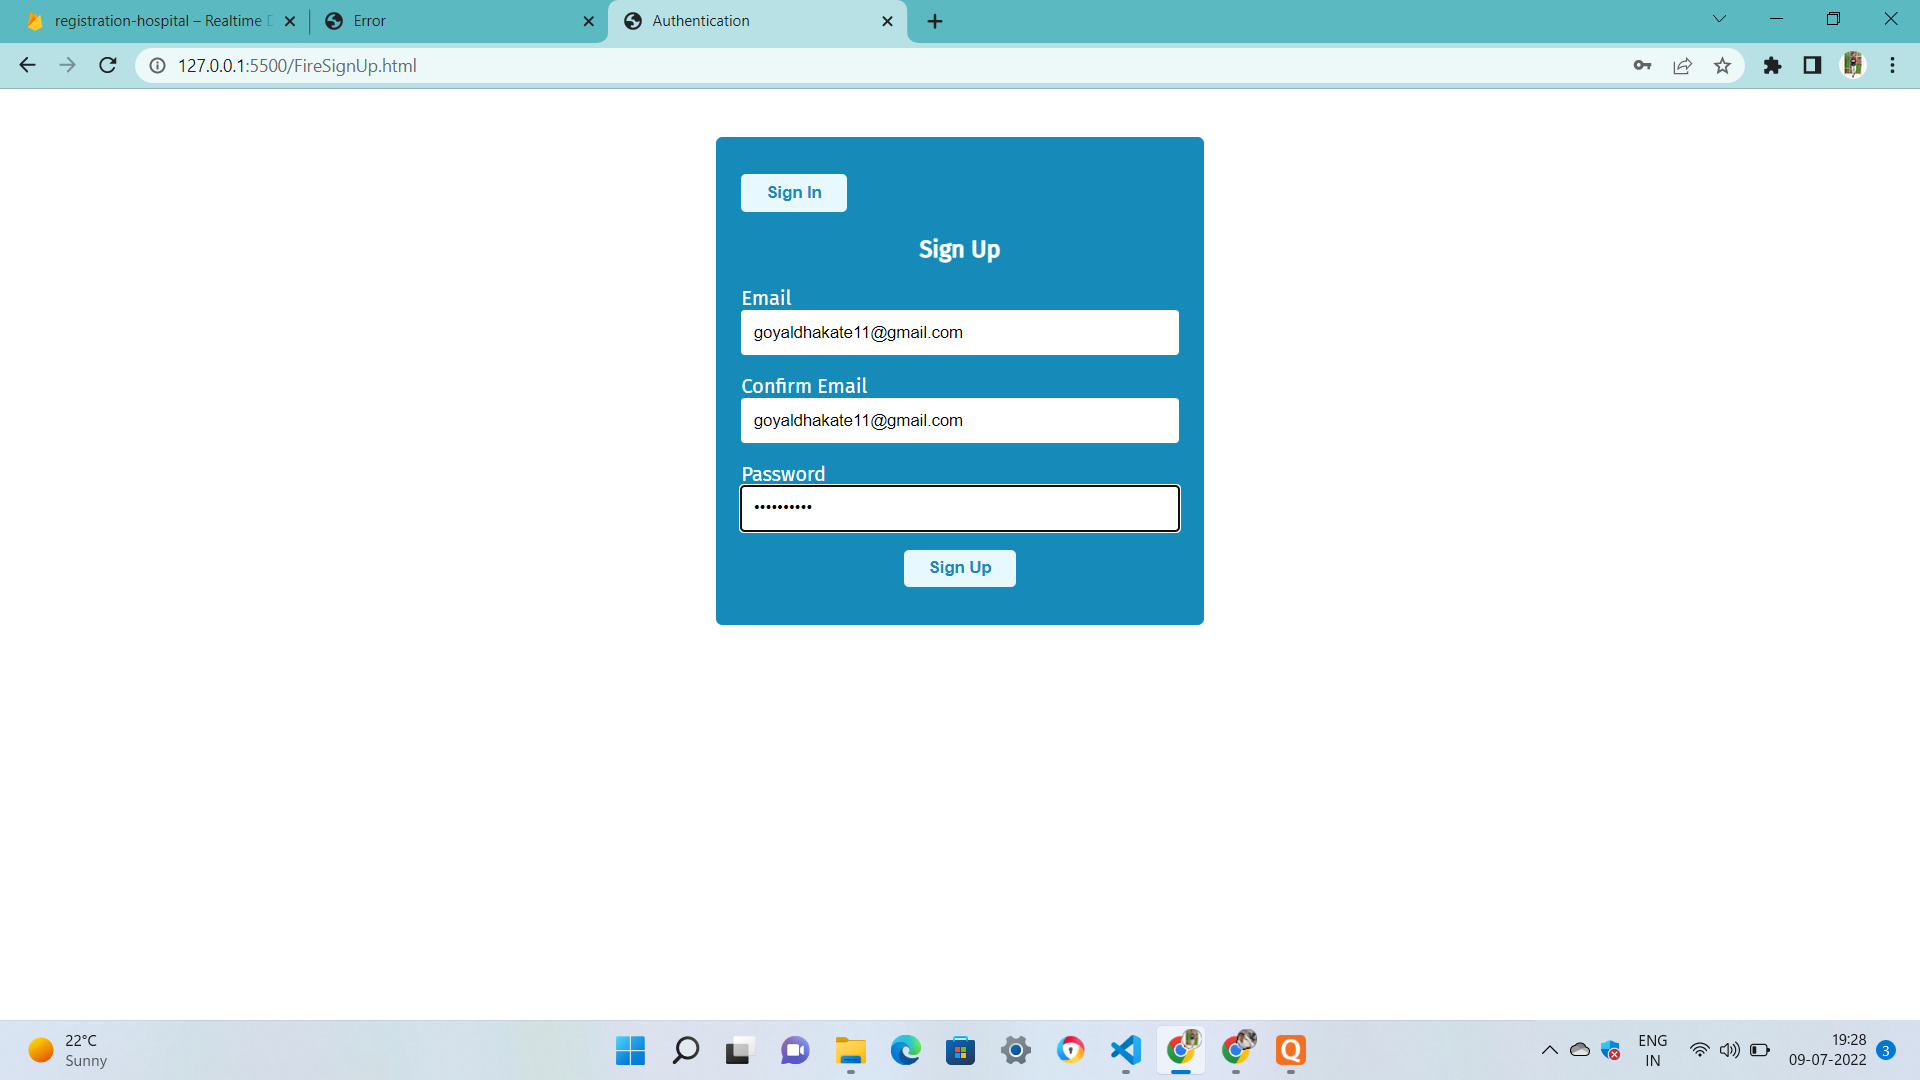 registration-hospital – Realtime D
Error
Authentication
127.0.0.1:5500/FireSignUp.html
Sign In
Sign Up
Email
goyaldhakate11@gmail.com
Confirm Email
goyaldhakate11@gmail.com
Password
••••••••••
Sign Up
22°C
Sunny
ENG
IN
19:28
09-07-2022
3